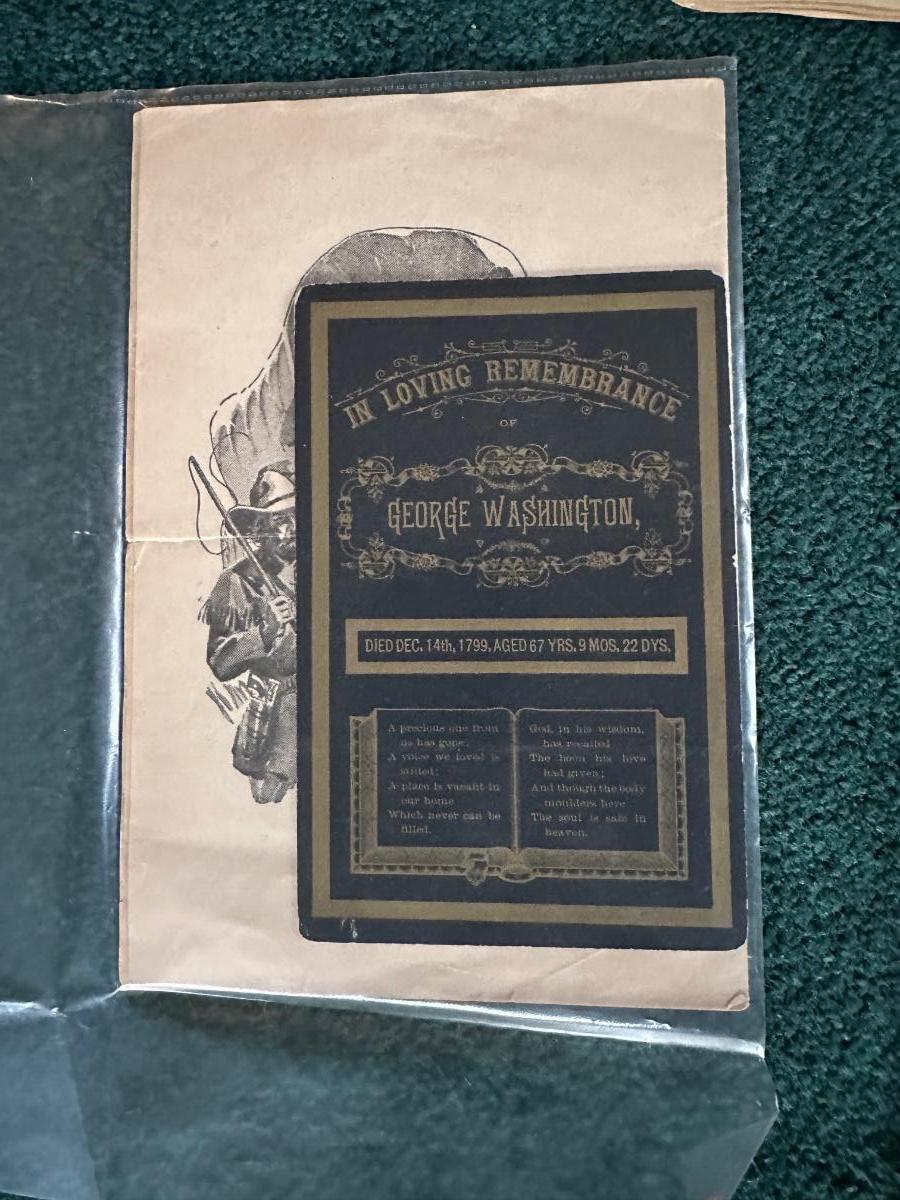 IN LOVING REMEMBRANCE
OF
GEORGE WASHINGTON,
DIED DEC. 14th, 1799, AGED 67 YRS. 9 MOS. 22 DYS.
A precious one from
us has gone.
A voice we loved is
stilled;
A place is vacant in
our home
Which never can be
filled.
God, in his wisdom,
has recalled
The boon his love
had given;
And though the body
moulders here
The soul is safe in
heaven.